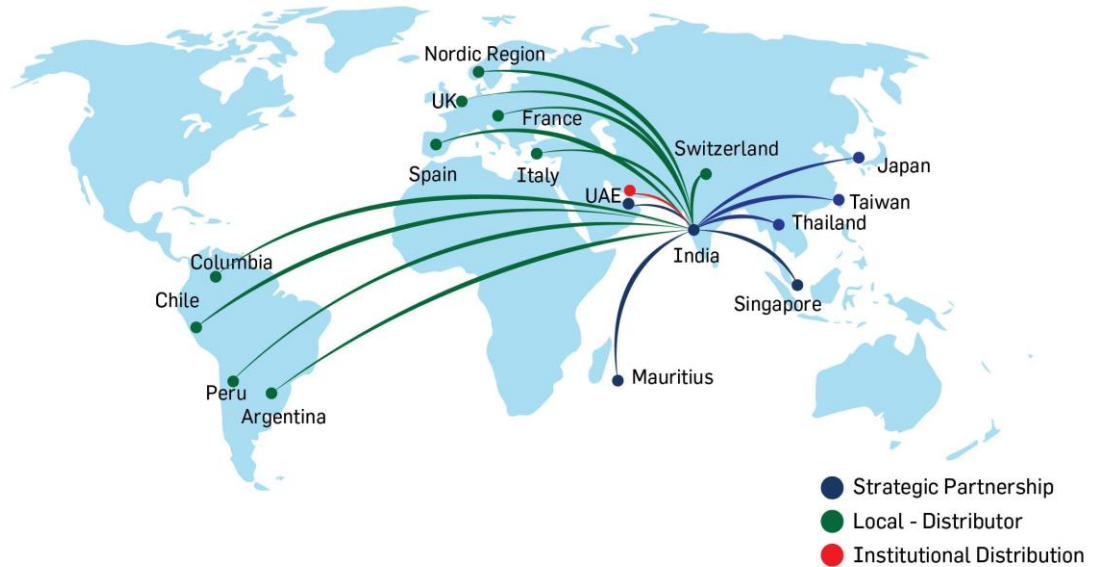 Nordic Region
UK
France
Spain
Italy
Switzerland
UAE
Japan
Taiwan
Thailand
India
Singapore
Columbia
Chile
Peru
Argentina
Mauritius
Strategic Partnership
Local - Distributor
Institutional Distribution